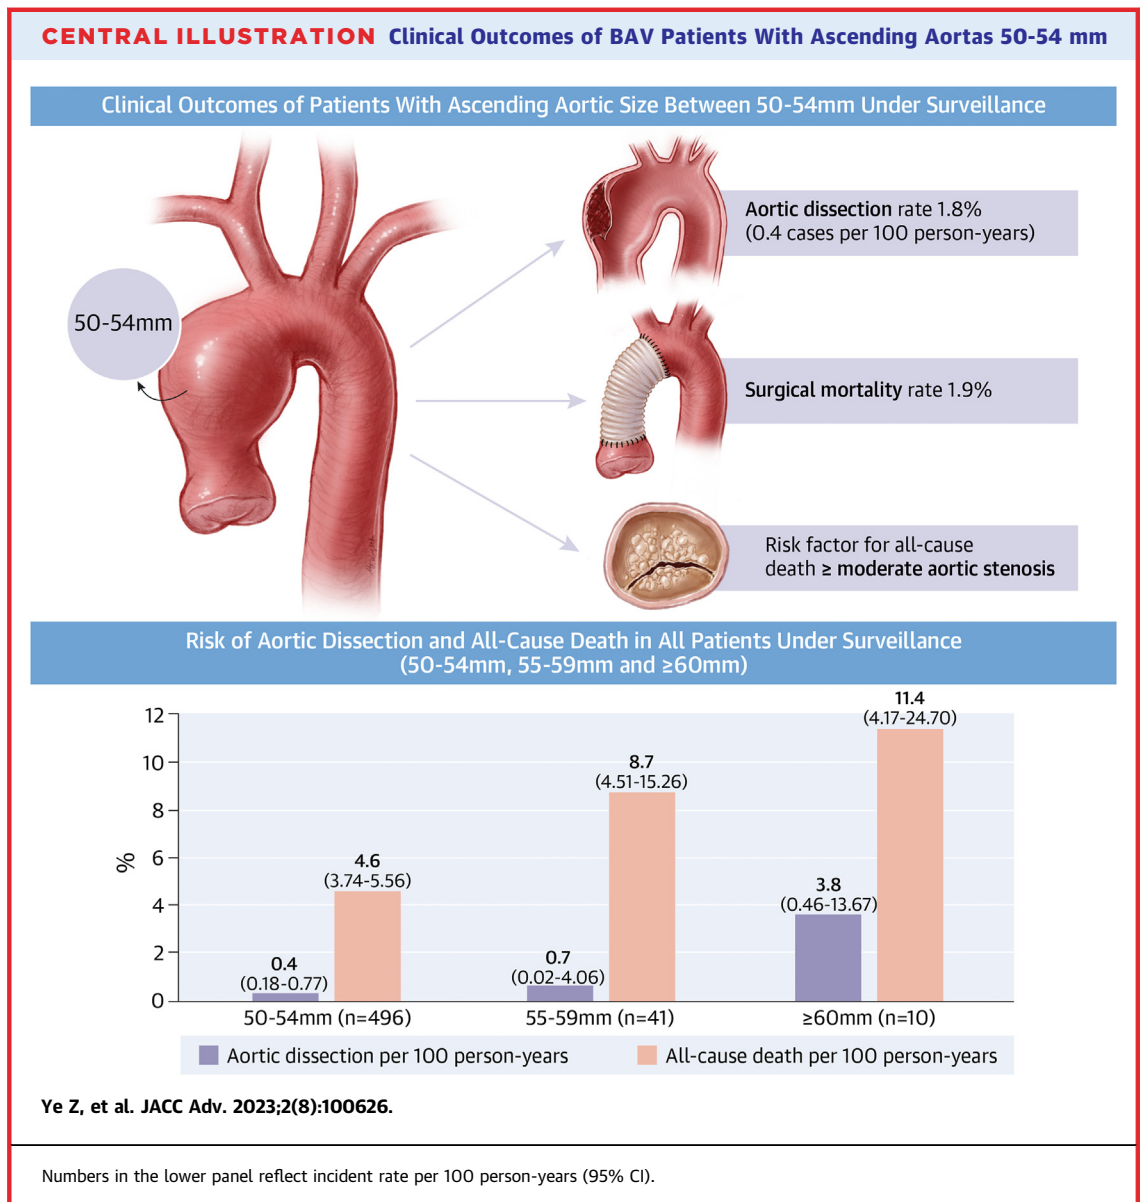 CENTRAL ILLUSTRATION Clinical Outcomes of BAV Patients With Ascending Aortas 50-54 mm
Clinical Outcomes of Patients With Ascending Aortic Size Between 50-54mm Under Surveillance
50-54mm
Aortic dissection rate 1.8%
(0.4 cases per 100 person-years)
Surgical mortality rate 1.9%
Risk factor for all-cause
death ≥ moderate aortic stenosis
Risk of Aortic Dissection and All-Cause Death in All Patients Under Surveillance
(50-54mm, 55-59mm and ≥60mm)
%
12
10
8
6
4
2
0
0.4
(0.18-0.77)
4.6
(3.74-5.56)
0.7
(0.02-4.06)
8.7
(4.51-15.26)
3.8
(0.46-13.67)
11.4
(4.17-24.70)
50-54mm (n=496)
55-59mm (n=41)
≥60mm (n=10)
Aortic dissection per 100 person-years
All-cause death per 100 person-years
Ye Z, et al. JACC Adv. 2023;2(8):100626.
Numbers in the lower panel reflect incident rate per 100 person-years (95% CI).